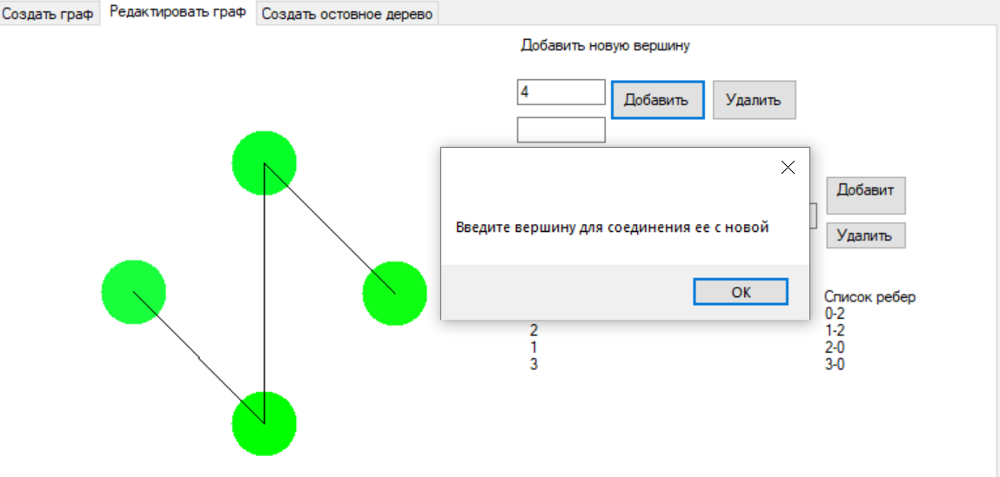 Создать граф
Редактировать граф
Создать остовное дерево
Добавить новую вершину
4
Добавить
Удалить
Введите вершину для соединения ее с новой
OK
Добавит
Удалить
2
1
3
Список ребер
0-2
1-2
2-0
3-0